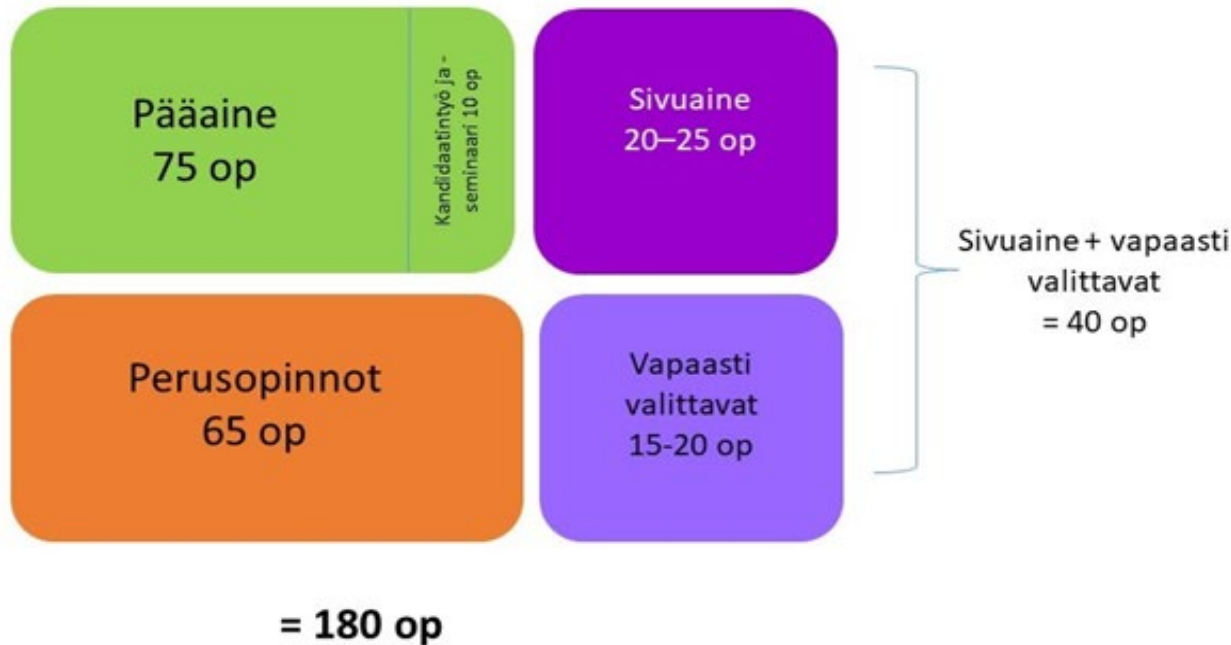 Pääaine
75 op
Kandidaatintyö ja -
seminaari 10 op
Sivuaine
20–25 op
Perusopinnot
65 op
Vapaasti
valittavat
15-20 op
Sivuaine + vapaasti
valittavat
= 40 op
= 180 op